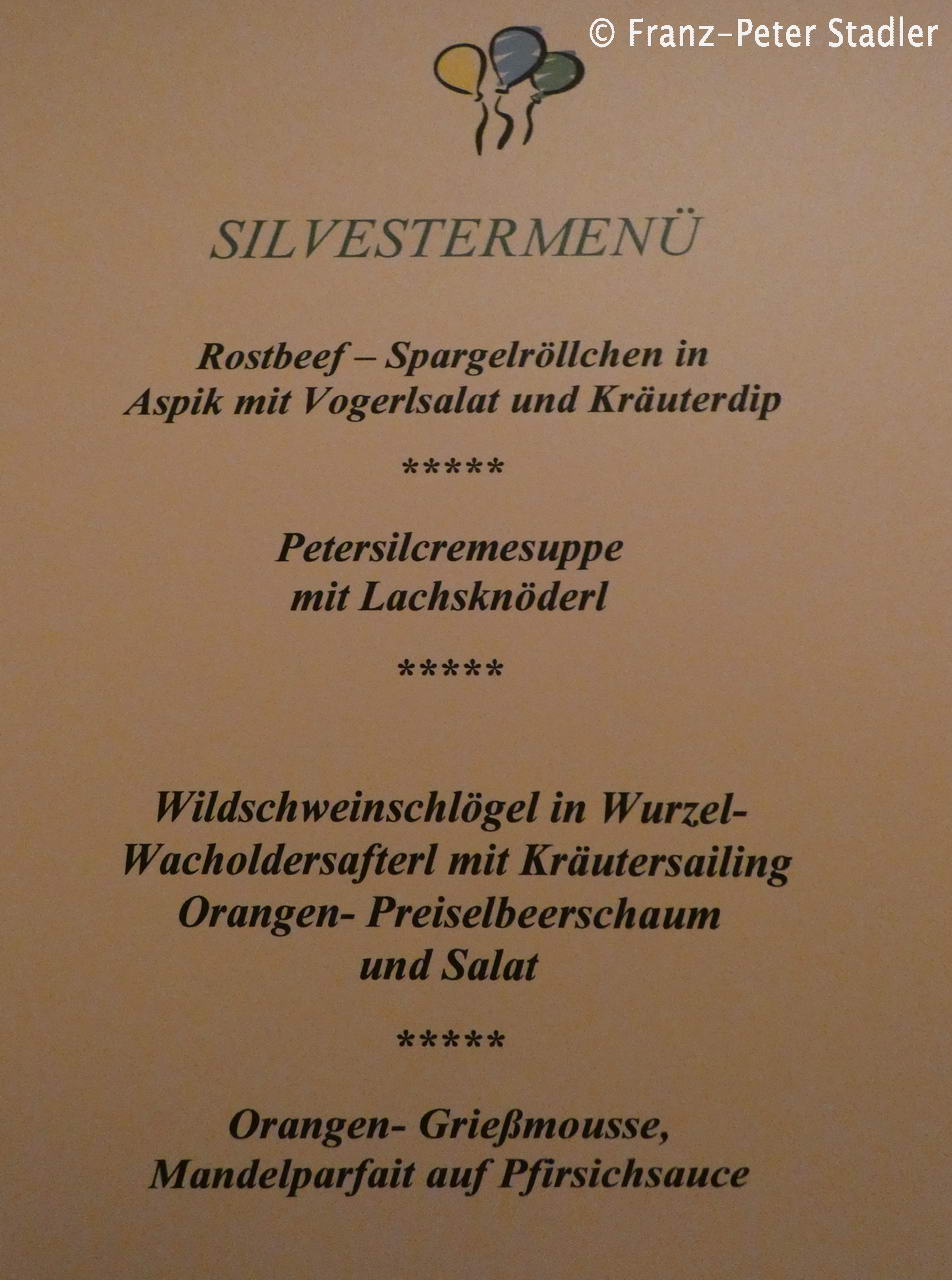 © Franz-Peter Stadler
SILVESTERMENÜ
Rostbeef – Spargelröllchen in
Aspik mit Vogerlsalat und Kräuterdip
*****
Petersilcremesuppe
mit Lachsknöderl
*****
Wildschweinschlögel in Wurzel-
Wacholdersafterl mit Kräutersailing
Orangen- Preiselbeerschaum
und Salat
*****
Orangen- Grießmousse,
Mandelparfait auf Pfirsichsauce